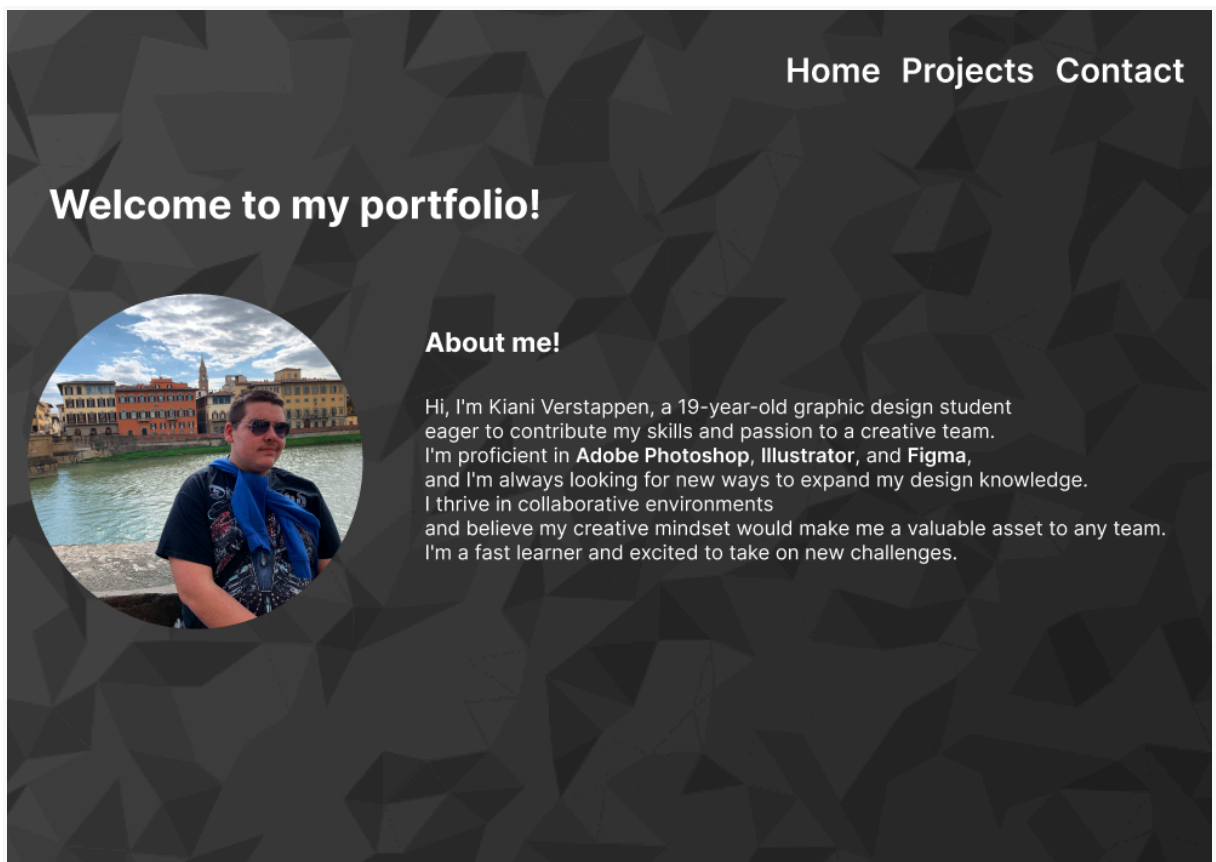 Home Projects Contact
Welcome to my portfolio!
About me!
Hi, I'm Kiani Verstappen, a 19-year-old graphic design student
eager to contribute my skills and passion to a creative team.
I'm proficient in Adobe Photoshop, Illustrator, and Figma,
and I'm always looking for new ways to expand my design knowledge.
I thrive in collaborative environments
and believe my creative mindset would make me a valuable asset to any team.
I'm a fast learner and excited to take on new challenges.